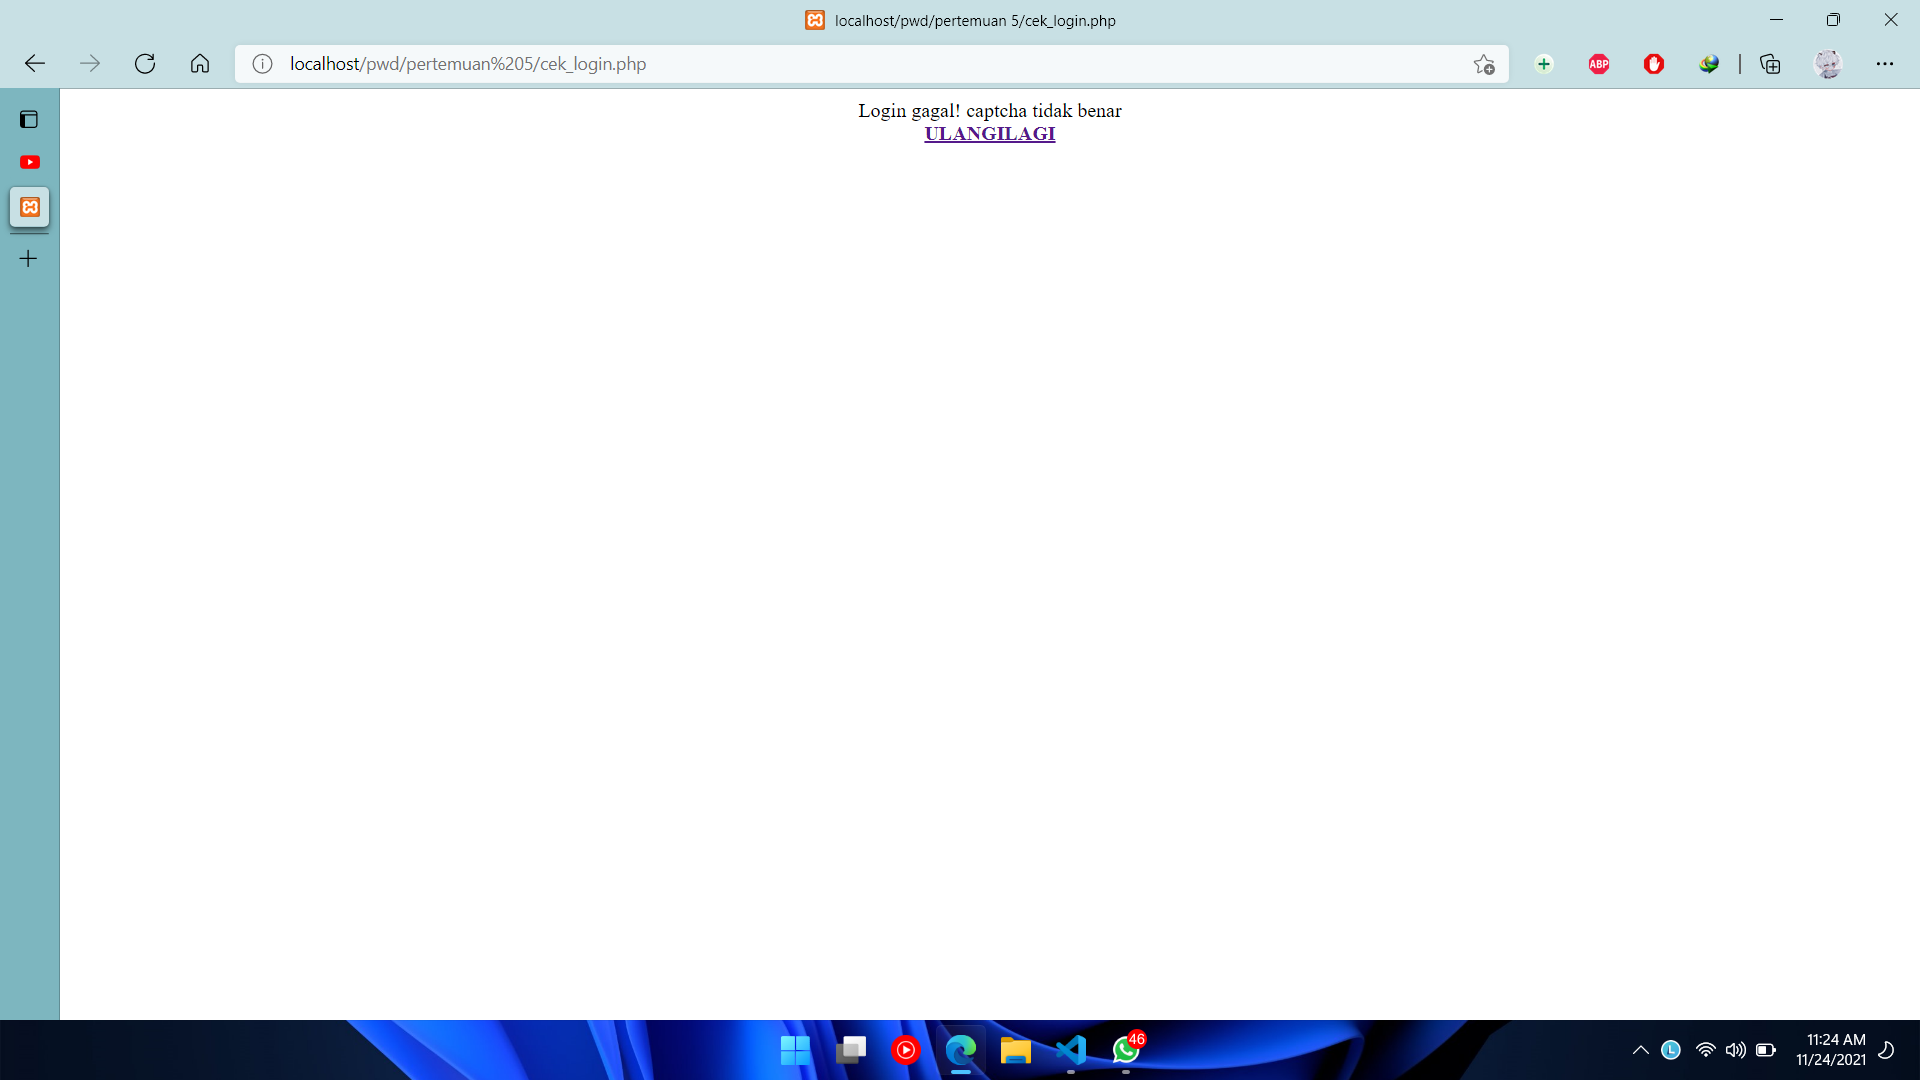 localhost/pwd/pertemuan 5/cek_login.php
localhost/pwd/pertemuan%205/cek_login.php
ABP
Login gagal! captcha tidak benar
ULANGILAGI
46
L
11:24 AM
11/24/2021